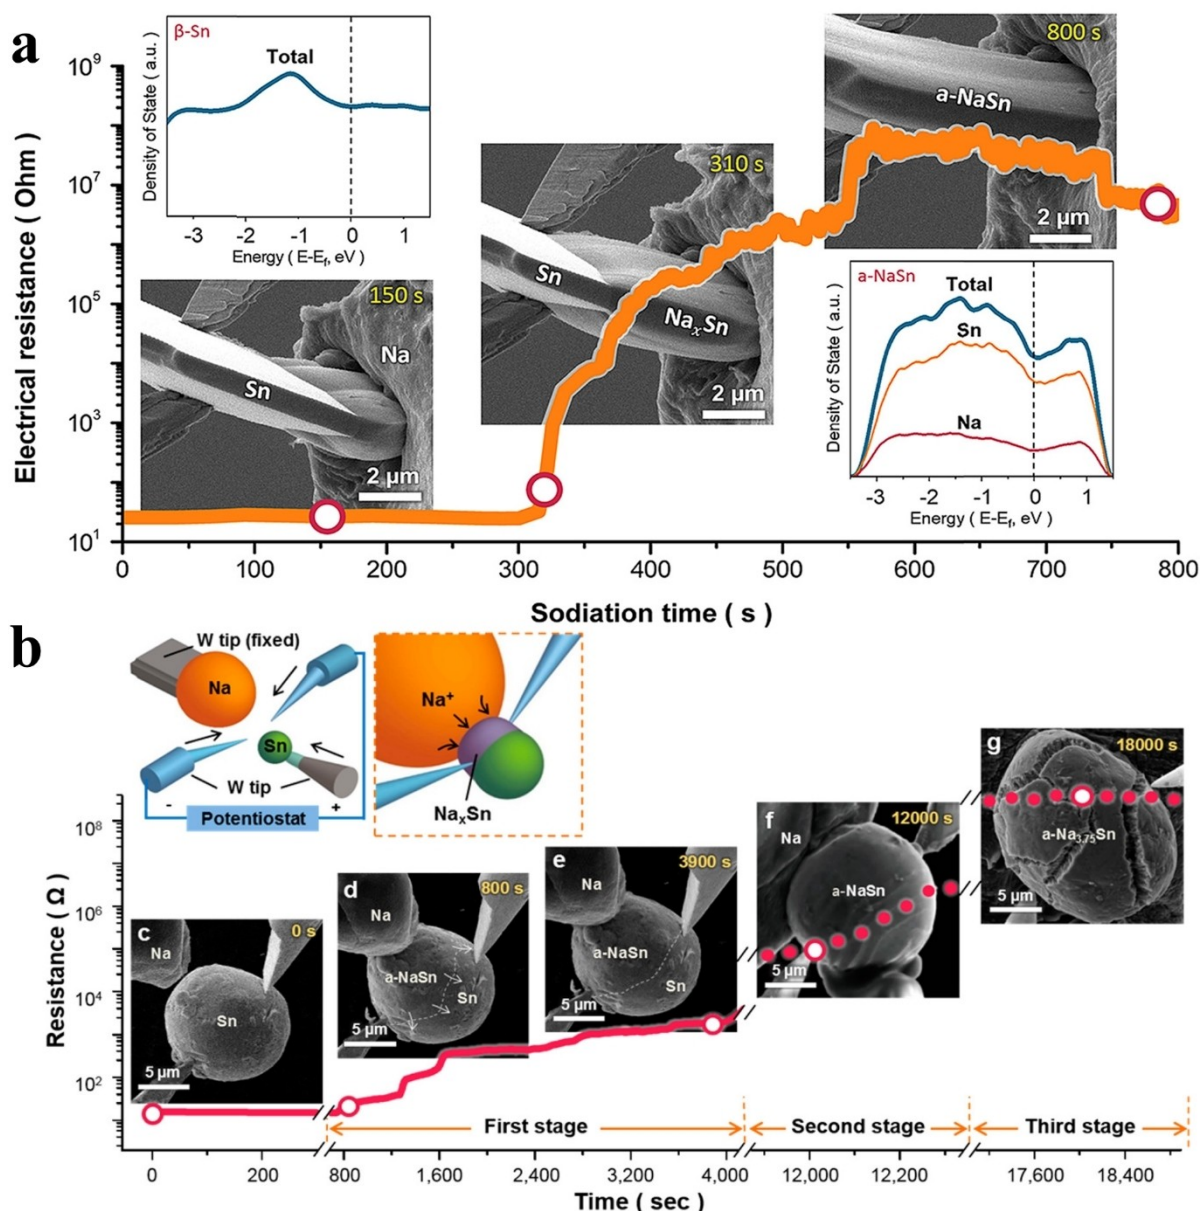 a
β-Sn
Total
Density of State ( a.u. )
-3 -2 -1 0 1
Energy ( E-E_f, eV )
150 s
Na
Sn
2 μm
310 s
Sn
NaₓSn
2 μm
800 s
a-NaSn
2 μm
a-NaSn
Total
Sn
Na
Density of State ( a.u. )
-3 -2 -1 0 1
Energy ( E-E_f, eV )
Electrical resistance ( Ohm )
10⁹
10⁷
10⁵
10³
10¹
0 100 200 300 400 500 600 700 800
Sodiation time ( s )
b
W tip (fixed)
Na
Sn
W tip
- +
Potentiostat
Na⁺
NaₓSn
Resistance ( Ω )
10⁸
10⁶
10⁴
10²
c
0 s
Na
Sn
5 μm
d
800 s
Na
a-NaSn
Sn
5 μm
e
3900 s
Na
a-NaSn
Sn
5 μm
f
12000 s
Na
a-NaSn
5 μm
g
18000 s
a-Na₃.₇₅Sn
5 μm
First stage
Second stage
Third stage
0 200 800 1,600 2,400 3,200 4,000 12,000 12,200 17,600 18,400
Time ( sec )